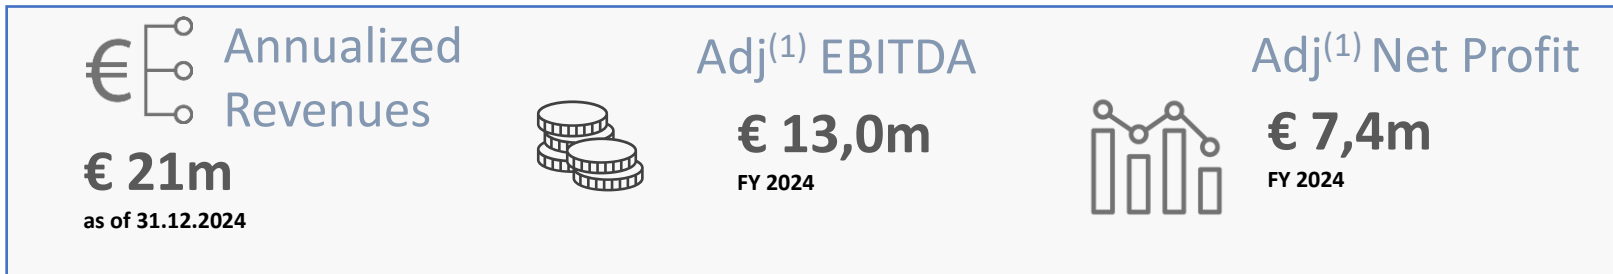 Annualized
Revenues
€ 21m
as of 31.12.2024
Adj(1) EBITDA
€ 13,0m
FY 2024
Adj(1) Net Profit
€ 7,4m
FY 2024